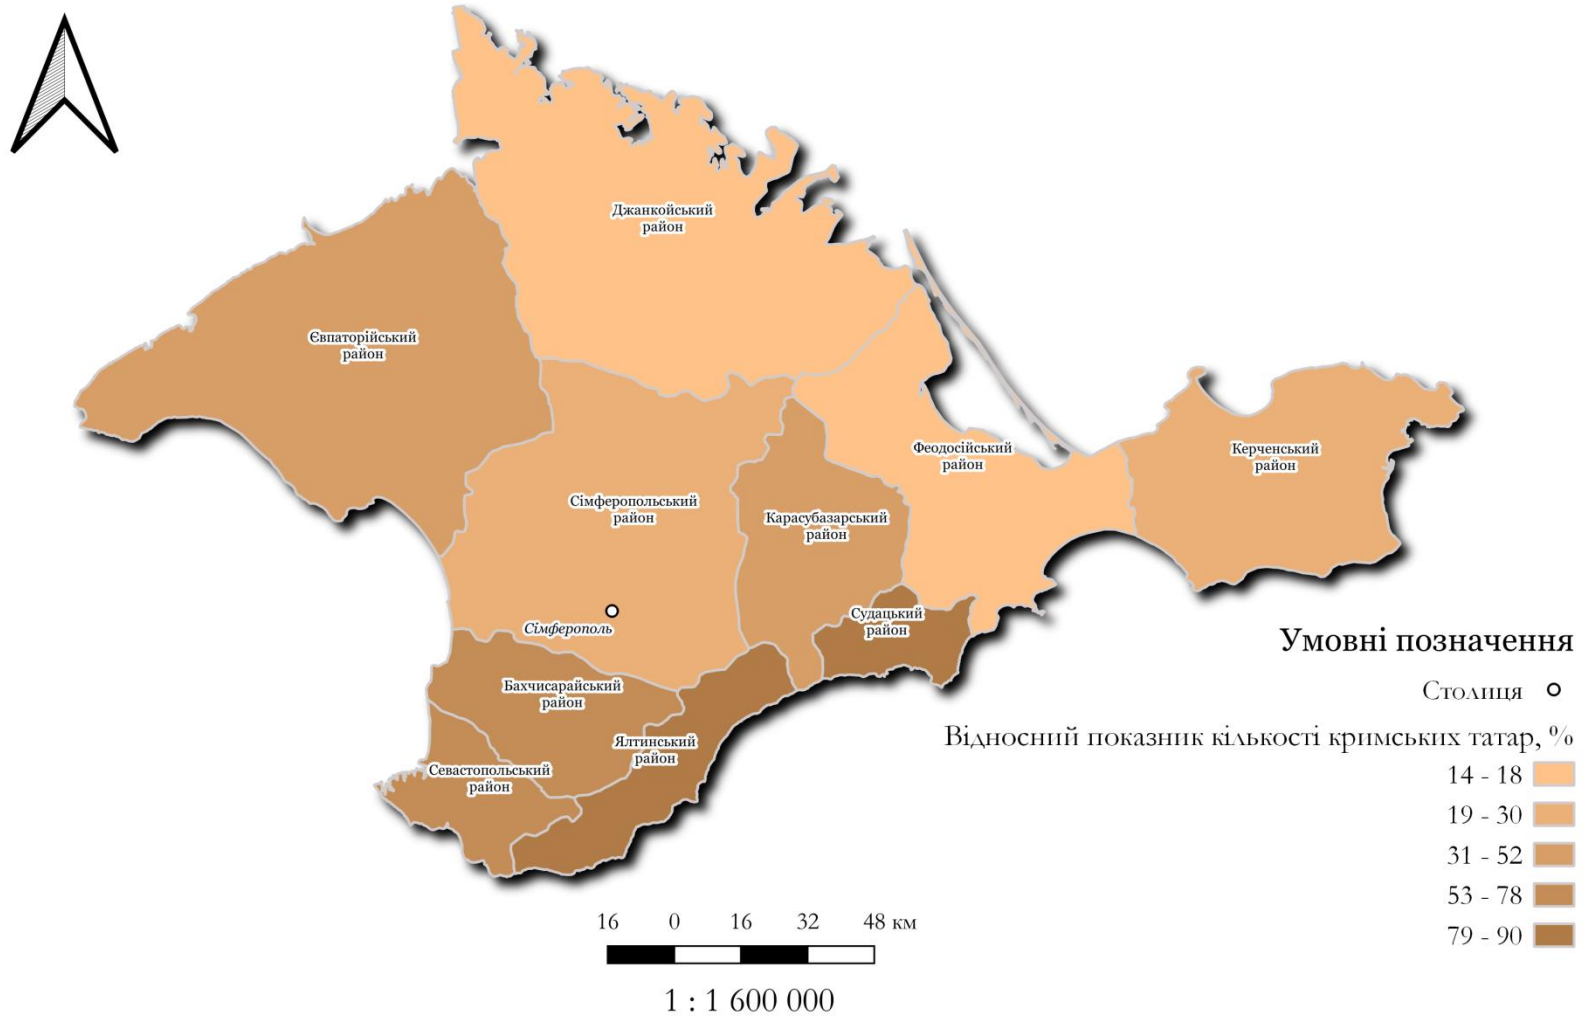 Джанкойський
район
Євпаторійський
район
Феодосійський
район
Керченський
район
Сімферопольський
район
Карасубазарський
район
Сімферополь
Судацький
район
Бахчисарайський
район
Ялтинський
район
Севастопольський
район
Умовні позначення
Столиця
Відносний показник кількості кримських татар, %
14 - 18
19 - 30
31 - 52
53 - 78
79 - 90
16 0 16 32 48 км
1 : 1 600 000